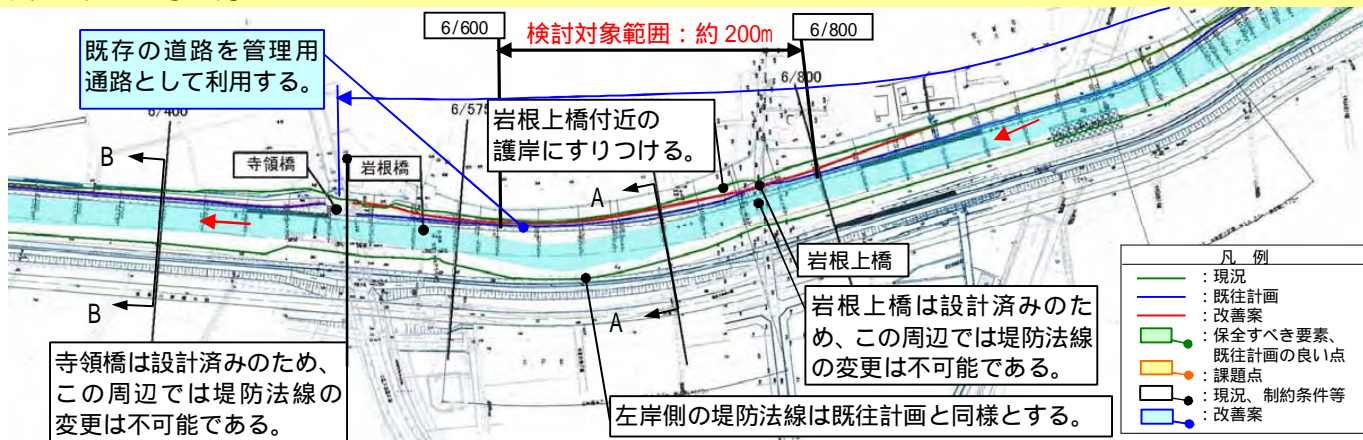 6/600
検討対象範囲：約 200m
6/800
既存の道路を管理用
通路として利用する。
6/400
6/575
6/800
岩根上橋付近の
護岸にすりつける。
B
寺領橋
岩根橋
A
岩根上橋
B
A
寺領橋は設計済みのため、
この周辺では堤防法線の
変更は不可能である。
岩根上橋は設計済みのた
め、この周辺では堤防法線
の変更は不可能である。
左岸側の堤防法線は既往計画と同様とする。
凡 例
：現況
：既往計画
：改善案
：保全すべき要素、
既往計画の良い点
：課題点
：現況、制約条件等
：改善案